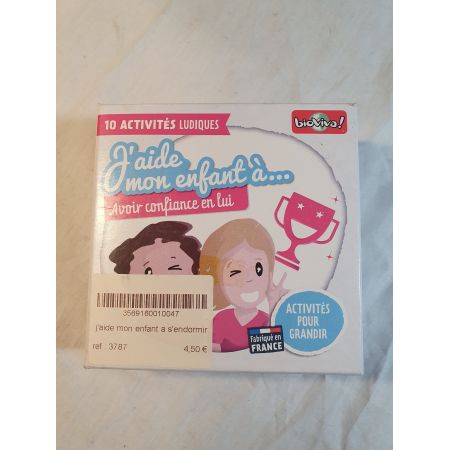 10 ACTIVITÉS LUDIQUES
bioviva!
J'aide
mon enfant à...
Avoir confiance en lui
3569160010047
j'aide mon enfant a s'endormir
ref : 3787 4,50 €
ACTIVITÉS
POUR
GRANDIR
Fabriqué en
FRANCE